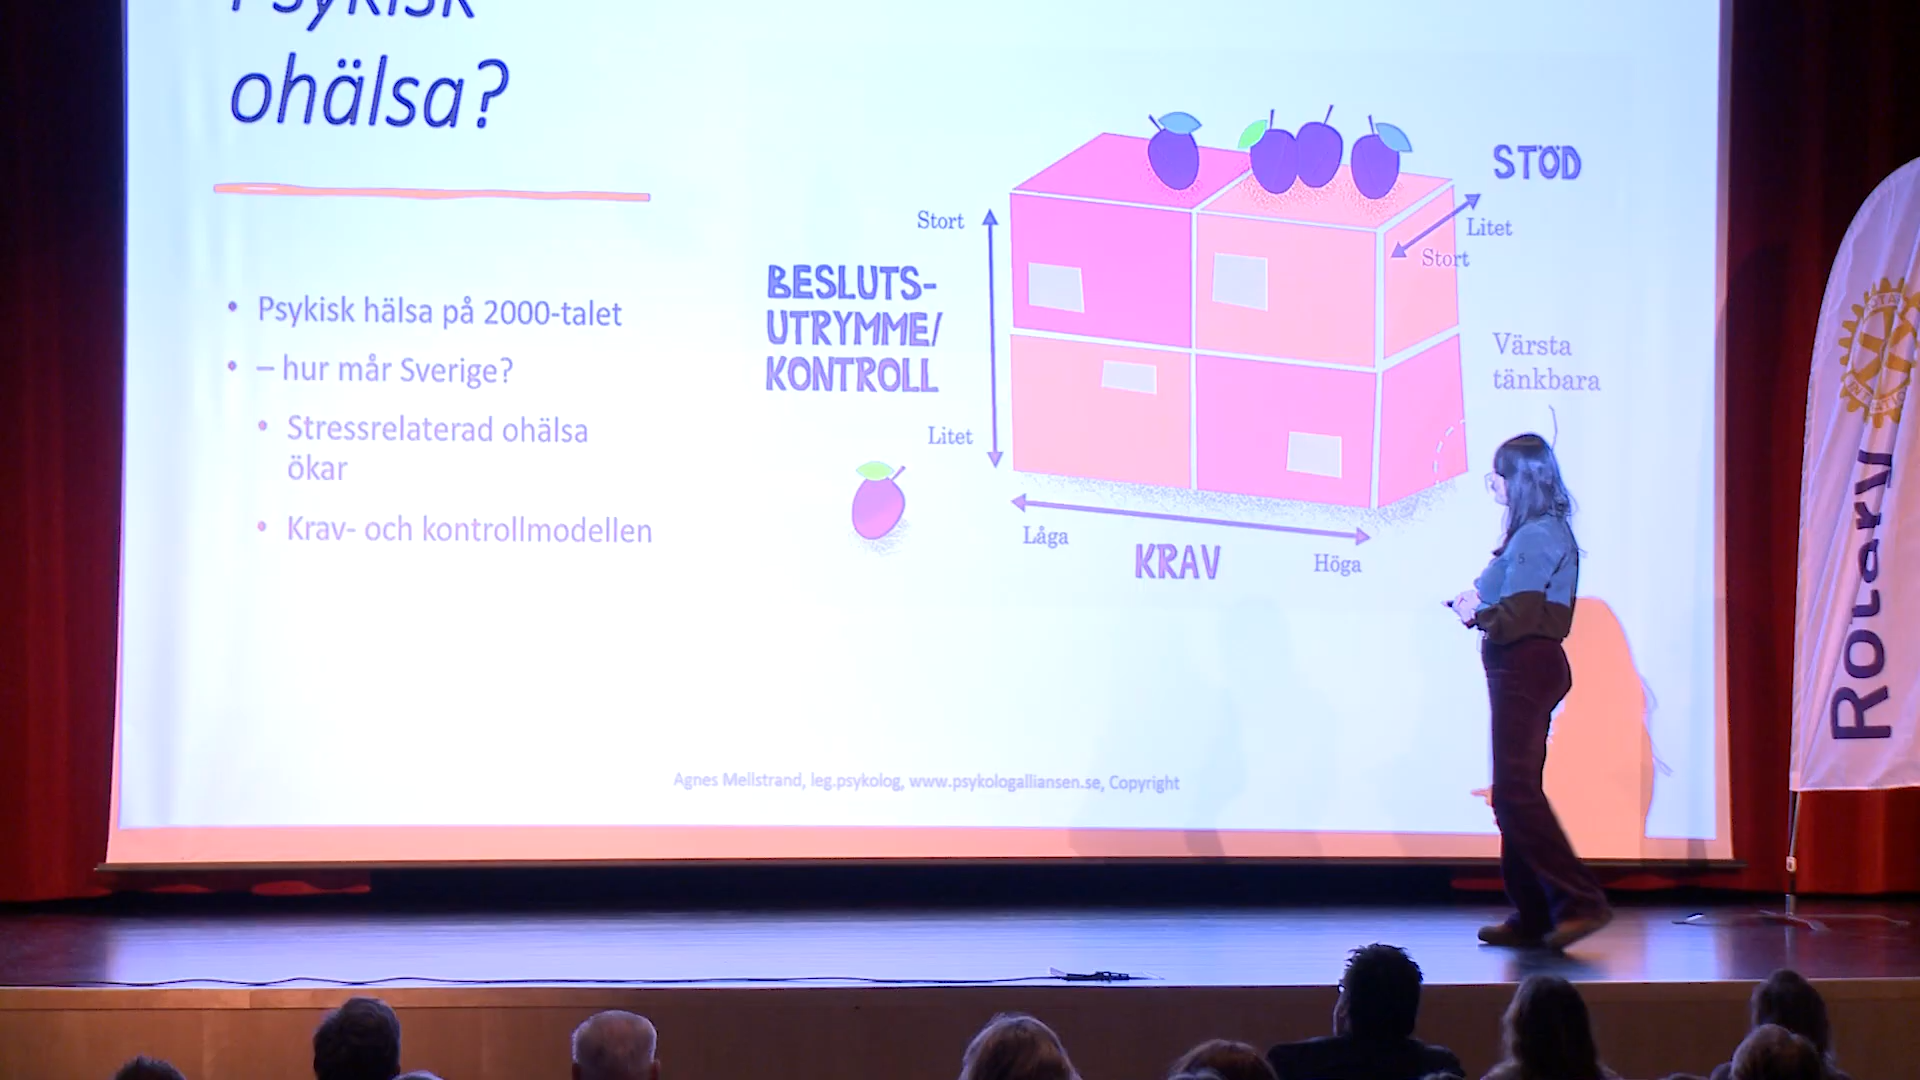 Psykisk
ohälsa?
• Psykisk hälsa på 2000-talet
• – hur mår Sverige?
• Stressrelaterad ohälsa
ökar
• Krav- och kontrollmodellen
STÖD
Litet
Stort
Stort
BESLUTS-
UTRYMME/
KONTROLL
Litet
Värsta
tänkbara
Låga
KRAV
Höga
Agnes Mellstrand, leg.psykolog, www.psykologalliansen.se, Copyright
Rotary